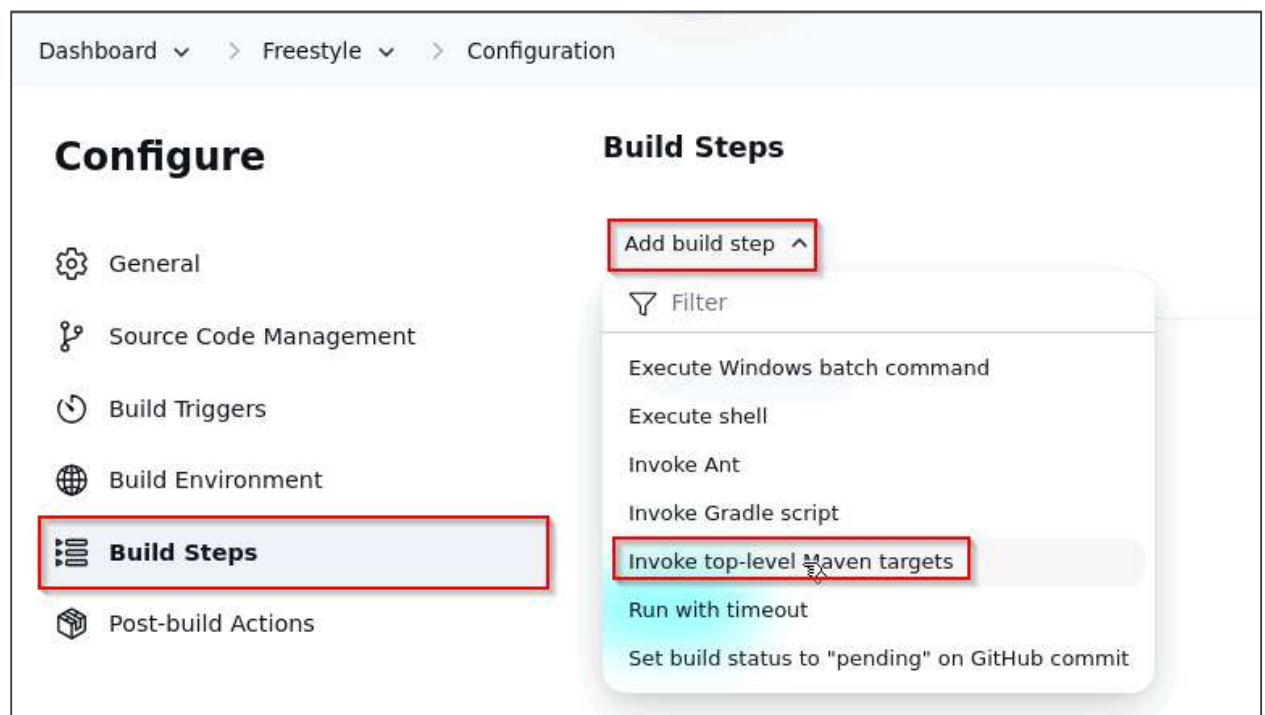 Dashboard > Freestyle > Configuration
Configure
General
Source Code Management
Build Triggers
Build Environment
Build Steps
Post-build Actions
Build Steps
Add build step
Filter
Execute Windows batch command
Execute shell
Invoke Ant
Invoke Gradle script
Invoke top-level Maven targets
Run with timeout
Set build status to "pending" on GitHub commit